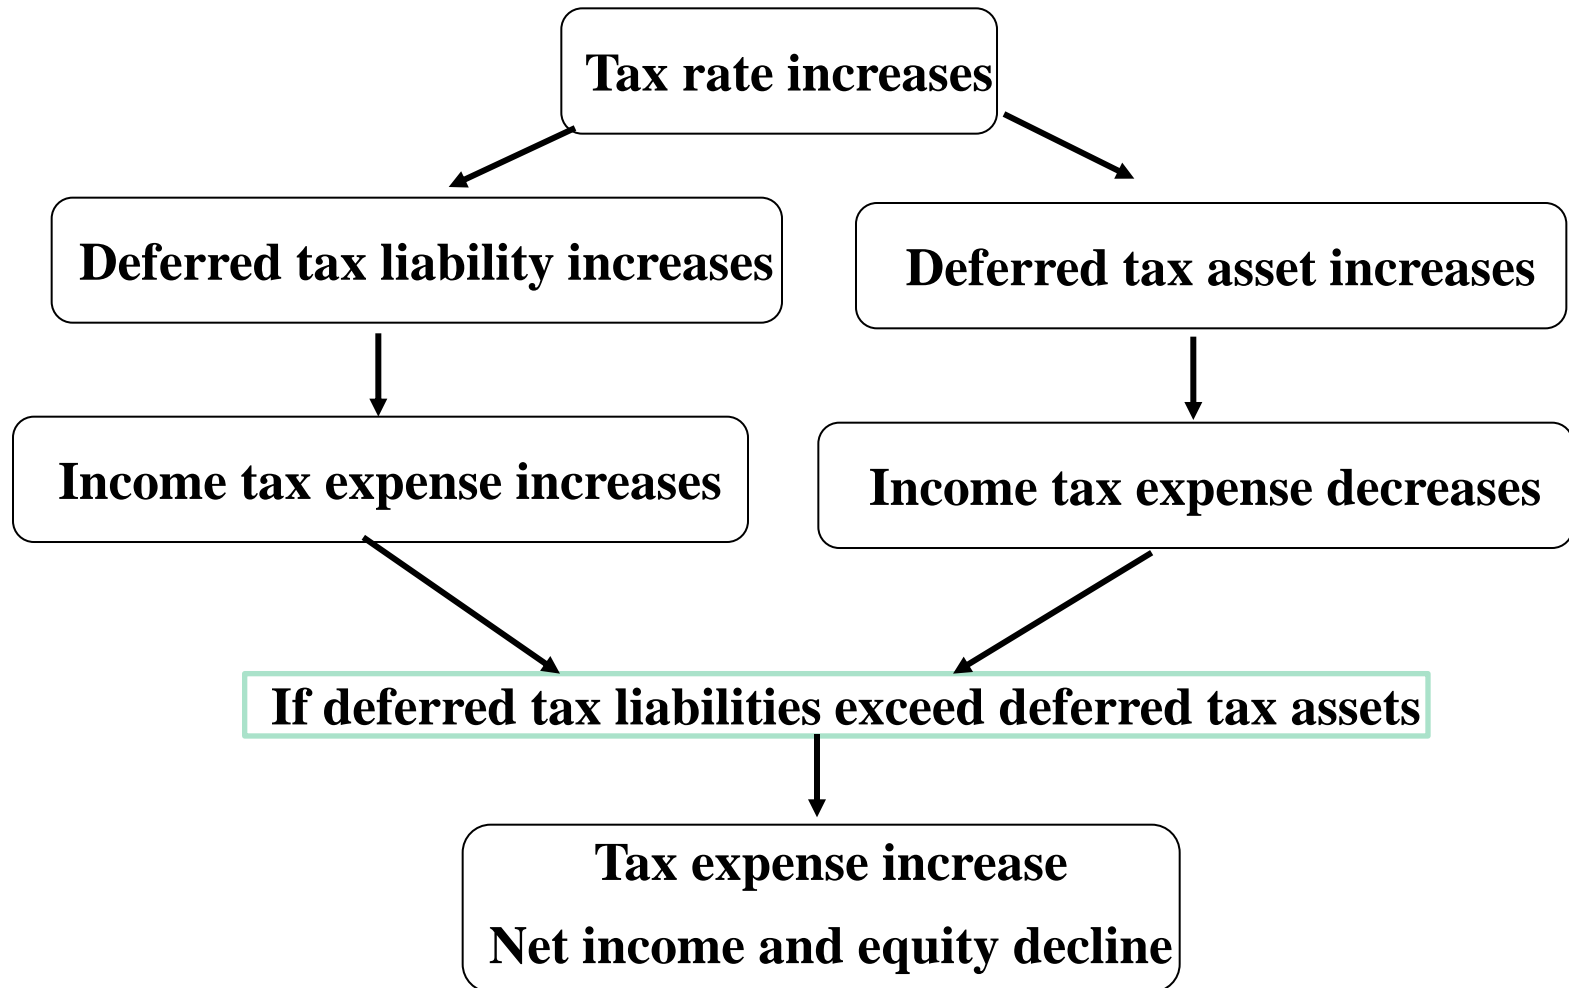 Tax rate increases
Deferred tax liability increases
Deferred tax asset increases
Income tax expense increases
Income tax expense decreases
If deferred tax liabilities exceed deferred tax assets
Tax expense increase
Net income and equity decline